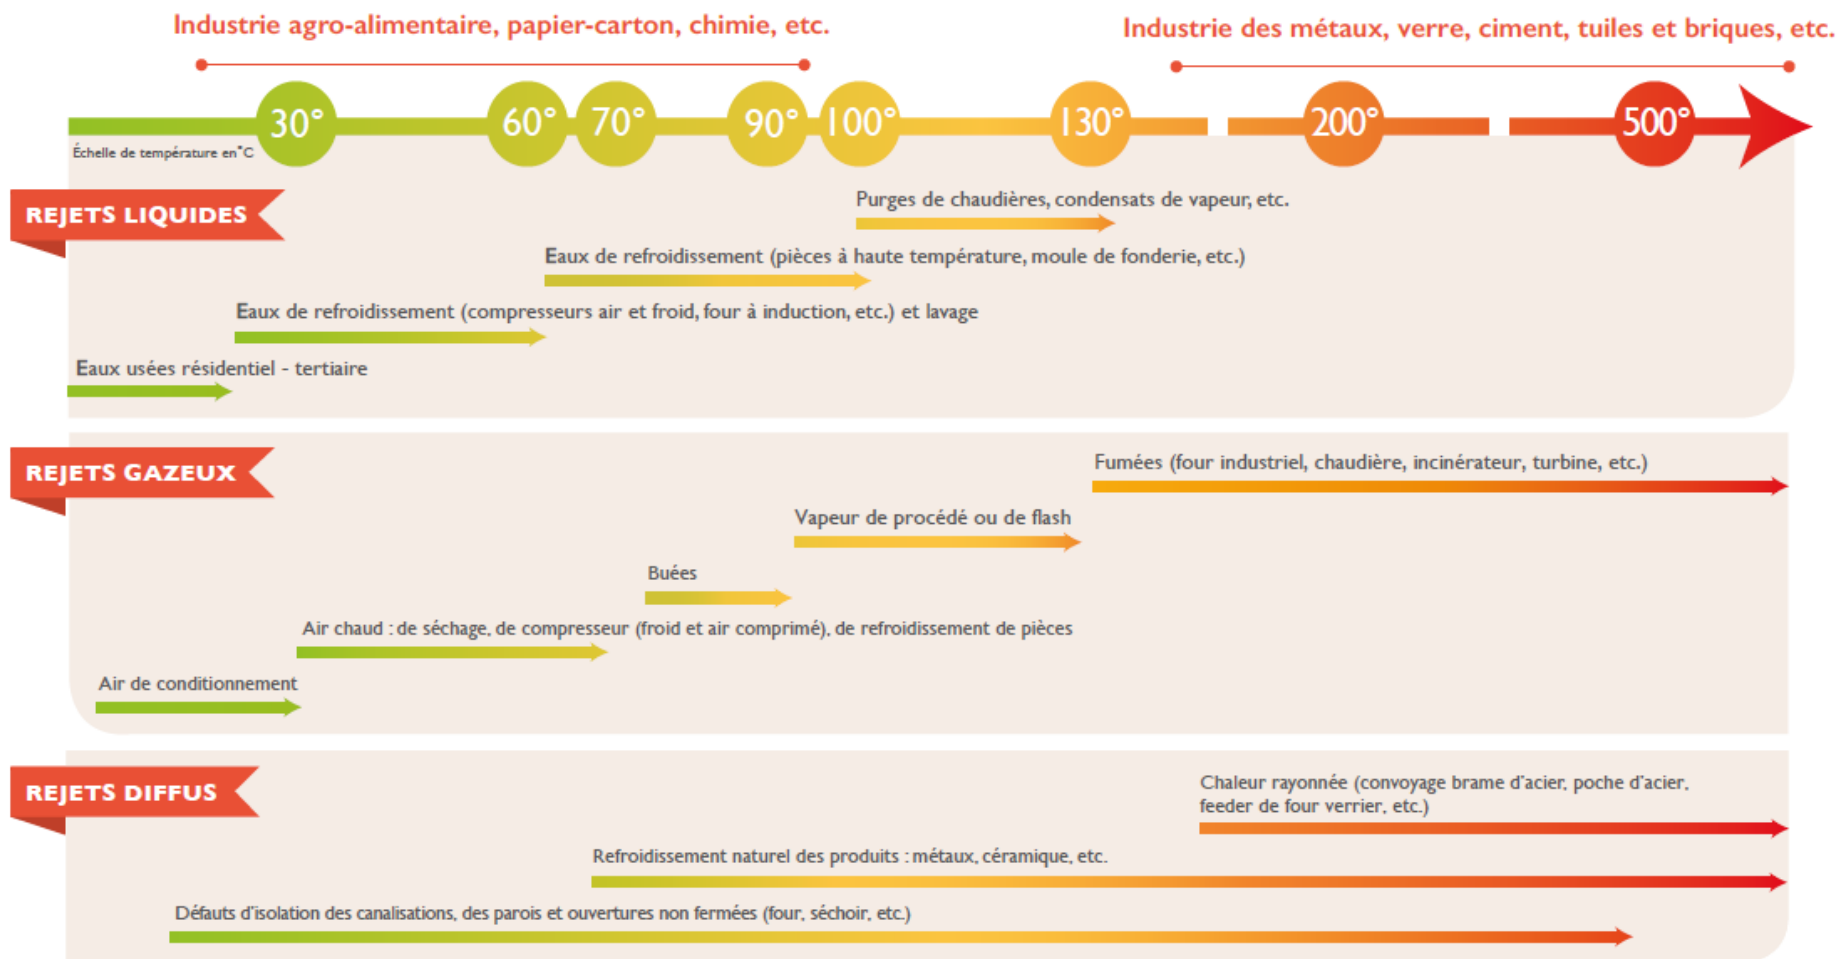 Industrie agro-alimentaire, papier-carton, chimie, etc.
Industrie des métaux, verre, ciment, tuiles et briques, etc.
30° 60° 70° 90° 100° 130° 200° 500°
Échelle de température en°C
REJETS LIQUIDES
Purges de chaudières, condensats de vapeur, etc.
Eaux de refroidissement (pièces à haute température, moule de fonderie, etc.)
Eaux de refroidissement (compresseurs air et froid, four à induction, etc.) et lavage
Eaux usées résidentiel - tertiaire
REJETS GAZEUX
Fumées (four industriel, chaudière, incinérateur, turbine, etc.)
Vapeur de procédé ou de flash
Buées
Air chaud : de séchage, de compresseur (froid et air comprimé), de refroidissement de pièces
Air de conditionnement
REJETS DIFFUS
Chaleur rayonnée (convoyage brame d'acier, poche d'acier,
feeder de four verrier, etc.)
Refroidissement naturel des produits : métaux, céramique, etc.
Défauts d'isolation des canalisations, des parois et ouvertures non fermées (four, séchoir, etc.)